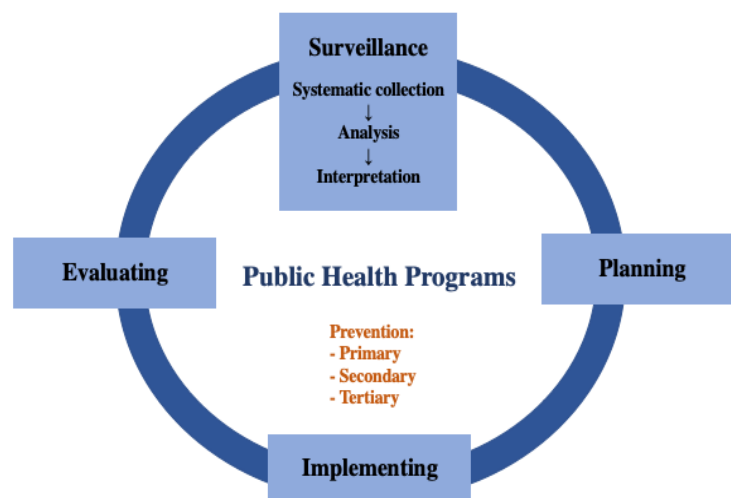 Surveillance
Systematic collection
↓
Analysis
↓
Interpretation
Evaluating
Public Health Programs
Planning
Prevention:
- Primary
- Secondary
- Tertiary
Implementing